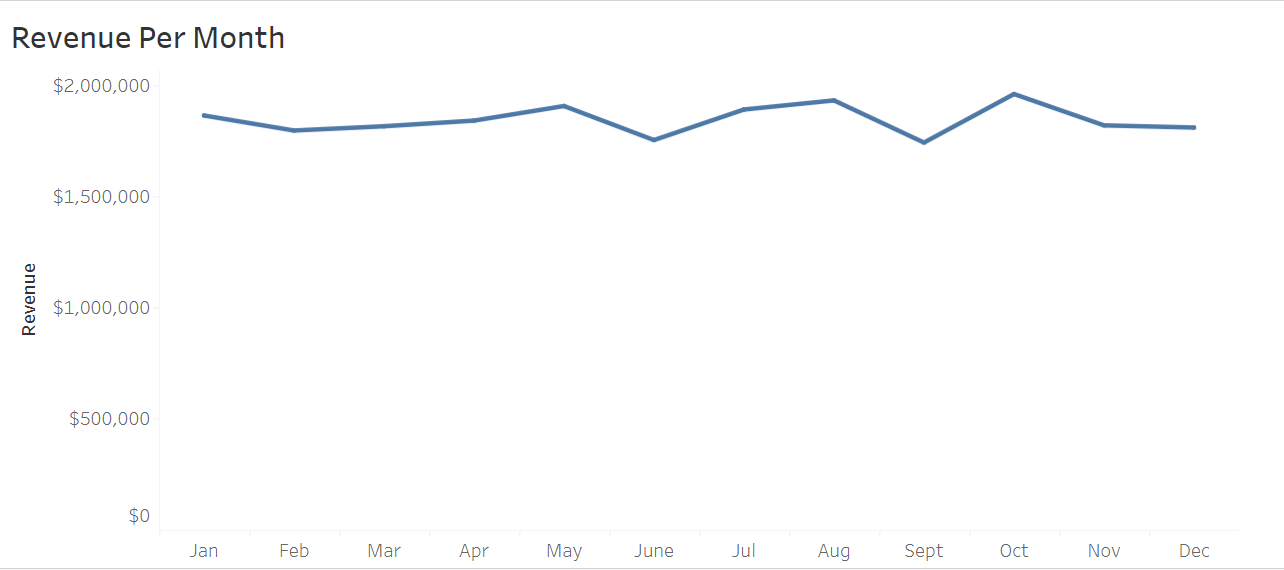 Revenue Per Month
Revenue
$2,000,000
$1,500,000
$1,000,000
$500,000
$0
Jan Feb Mar Apr May June Jul Aug Sept Oct Nov Dec